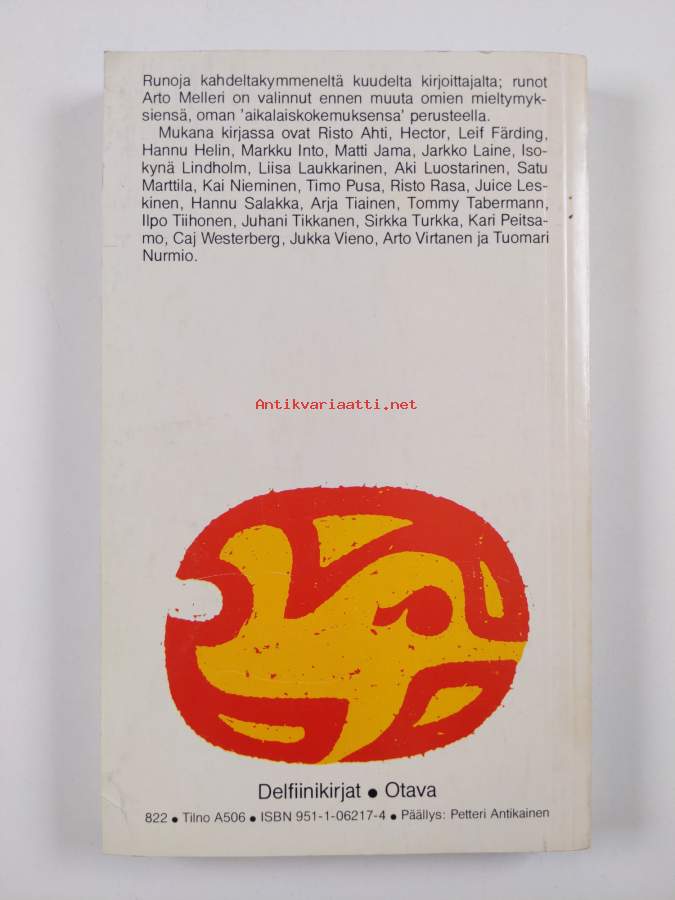 Runoja kahdeltakymmeneltä kuudelta kirjoittajalta; runot
Arto Melleri on valinnut ennen muuta omien mieltymyk-
siensä, oman 'aikalaiskokemuksensa' perusteella.
Mukana kirjassa ovat Risto Ahti, Hector, Leif Färding,
Hannu Helin, Markku Into, Matti Jama, Jarkko Laine, Iso-
kynä Lindholm, Liisa Laukkarinen, Aki Luostarinen, Satu
Marttila, Kai Nieminen, Timo Pusa, Risto Rasa, Juice Les-
kinen, Hannu Salakka, Arja Tiainen, Tommy Tabermann,
Ilpo Tiihonen, Juhani Tikkanen, Sirkka Turkka, Kari Peitsa-
mo, Caj Westerberg, Jukka Vieno, Arto Virtanen ja Tuomari
Nurmio.
Antikvariaatti.net
Delfiinikirjat ● Otava
822 ● Tilno A506 ● ISBN 951-1-06217-4 ● Päällys: Petteri Antikainen